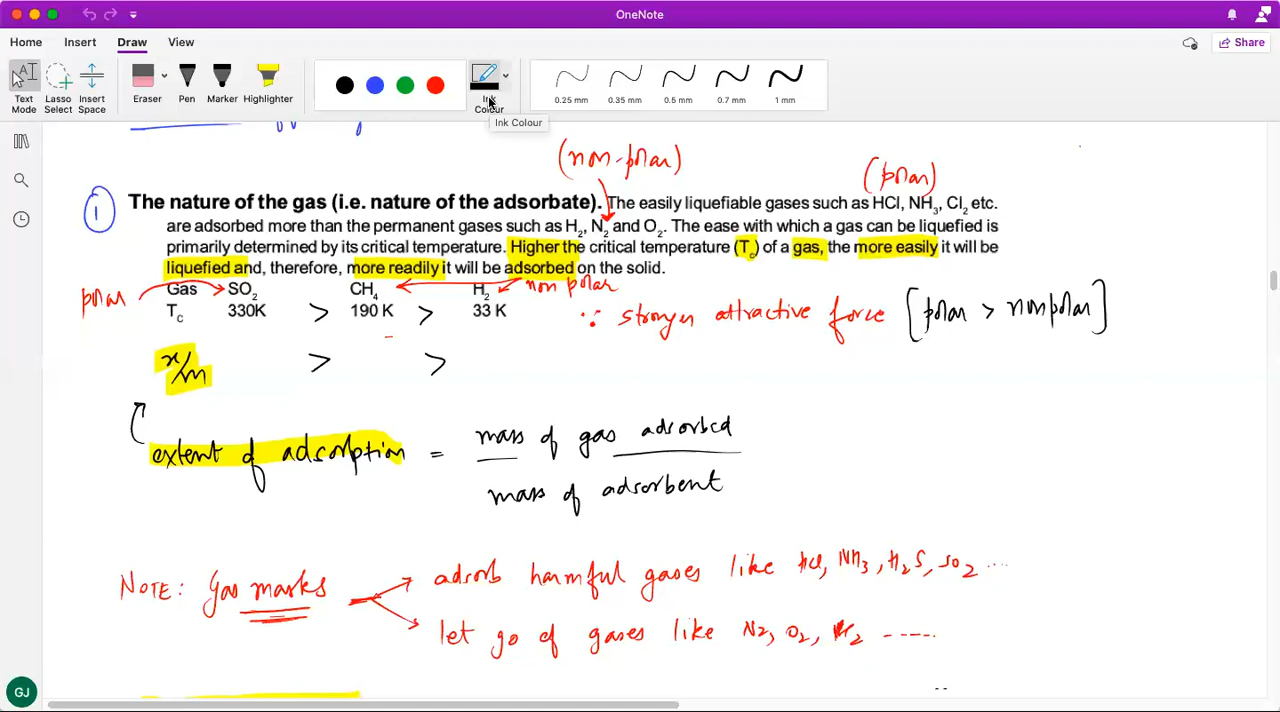 OneNote
Home Insert Draw View Share
Text Mode Lasso Select Insert Space Eraser Pen Marker Highlighter Ink Colour 0.25 mm 0.35 mm 0.5 mm 0.7 mm 1 mm
Ink Colour
(non-polar)
(polar)
1 The nature of the gas (i.e. nature of the adsorbate). The easily liquefiable gases such as HCl, NH3, Cl2 etc.
are adsorbed more than the permanent gases such as H2, N2 and O2. The ease with which a gas can be liquefied is
primarily determined by its critical temperature. Higher the critical temperature (Tc) of a gas, the more easily it will be
liquefied and, therefore, more readily it will be adsorbed on the solid.
polar Gas SO2 CH4 H2 non polar
TC 330K > 190 K > 33 K ∵ stronger attractive force [polar > nonpolar]
x/m > >
extent of adsorption = mass of gas adsorbed
mass of adsorbent
NOTE: Gas masks
adsorb harmful gases like HCl, NH3, H2S, SO2 ...
let go of gases like N2, O2, -----
GJ